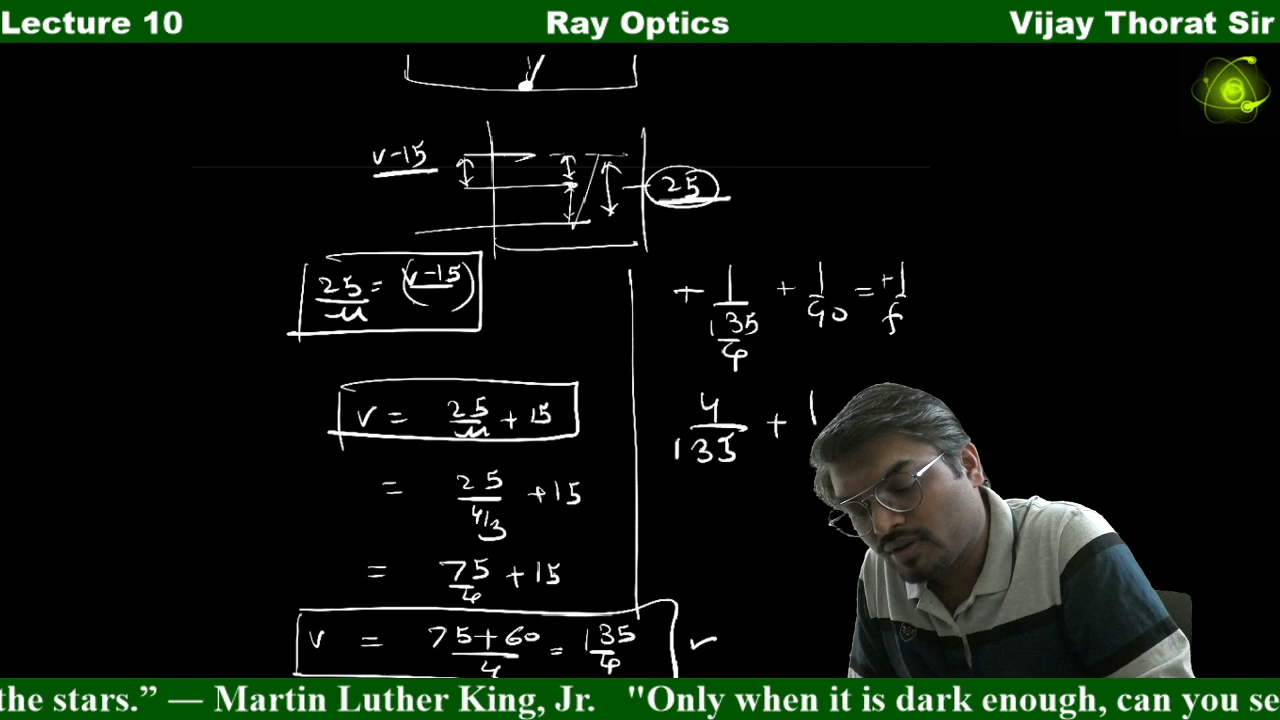 Lecture 10 Ray Optics Vijay Thorat Sir
v-15
25
25/μ = (v-15)
v = 25/μ + 15
= 25/(4/3) + 15
= 75/4 + 15
v = (75+60)/4 = 135/4
+ 1/(135/4) + 1/40 = +1/f
4/135 + 1
the stars.” — Martin Luther King, Jr. "Only when it is dark enough, can you se